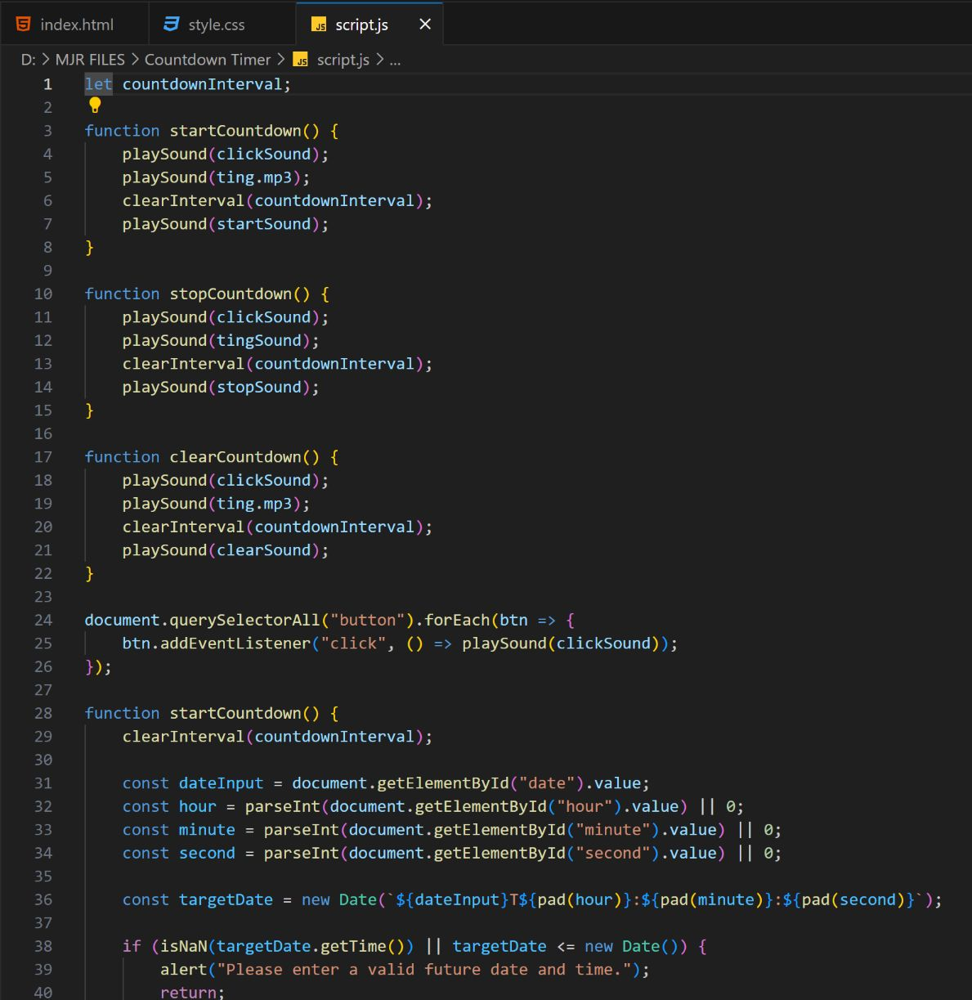 index.html style.css JS script.js ×
D: > MJR FILES > Countdown Timer > JS script.js > ...
1 let countdownInterval;
2
3 function startCountdown() {
4     playSound(clickSound);
5     playSound(ting.mp3);
6     clearInterval(countdownInterval);
7     playSound(startSound);
8 }
9
10 function stopCountdown() {
11     playSound(clickSound);
12     playSound(tingSound);
13     clearInterval(countdownInterval);
14     playSound(stopSound);
15 }
16
17 function clearCountdown() {
18     playSound(clickSound);
19     playSound(ting.mp3);
20     clearInterval(countdownInterval);
21     playSound(clearSound);
22 }
23
24 document.querySelectorAll("button").forEach(btn => {
25     btn.addEventListener("click", () => playSound(clickSound));
26 });
27
28 function startCountdown() {
29     clearInterval(countdownInterval);
30
31     const dateInput = document.getElementById("date").value;
32     const hour = parseInt(document.getElementById("hour").value) || 0;
33     const minute = parseInt(document.getElementById("minute").value) || 0;
34     const second = parseInt(document.getElementById("second").value) || 0;
35
36     const targetDate = new Date(`${dateInput}T${pad(hour)}:${pad(minute)}:${pad(second)}`);
37
38     if (isNaN(targetDate.getTime()) || targetDate <= new Date()) {
39         alert("Please enter a valid future date and time.");
40         return;